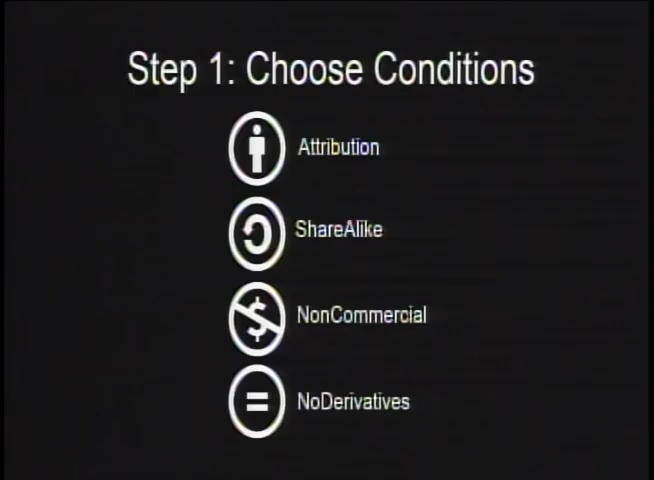 Step 1: Choose Conditions
Attribution
ShareAlike
NonCommercial
NoDerivatives